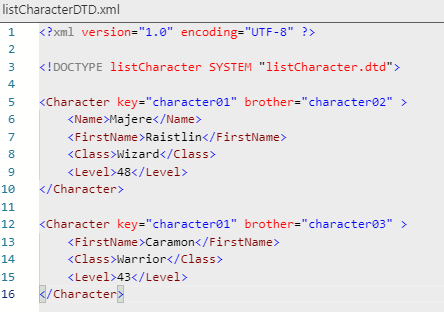 listCharacterDTD.xml
1 <?xml version="1.0" encoding="UTF-8" ?>
2
3 <!DOCTYPE listCharacter SYSTEM "listCharacter.dtd">
4
5 <Character key="character01" brother="character02" >
6     <Name>Majere</Name>
7     <FirstName>Raistlin</FirstName>
8     <Class>Wizard</Class>
9     <Level>48</Level>
10 </Character>
11
12 <Character key="character01" brother="character03" >
13     <FirstName>Caramon</FirstName>
14     <Class>Warrior</Class>
15     <Level>43</Level>
16 </Character>